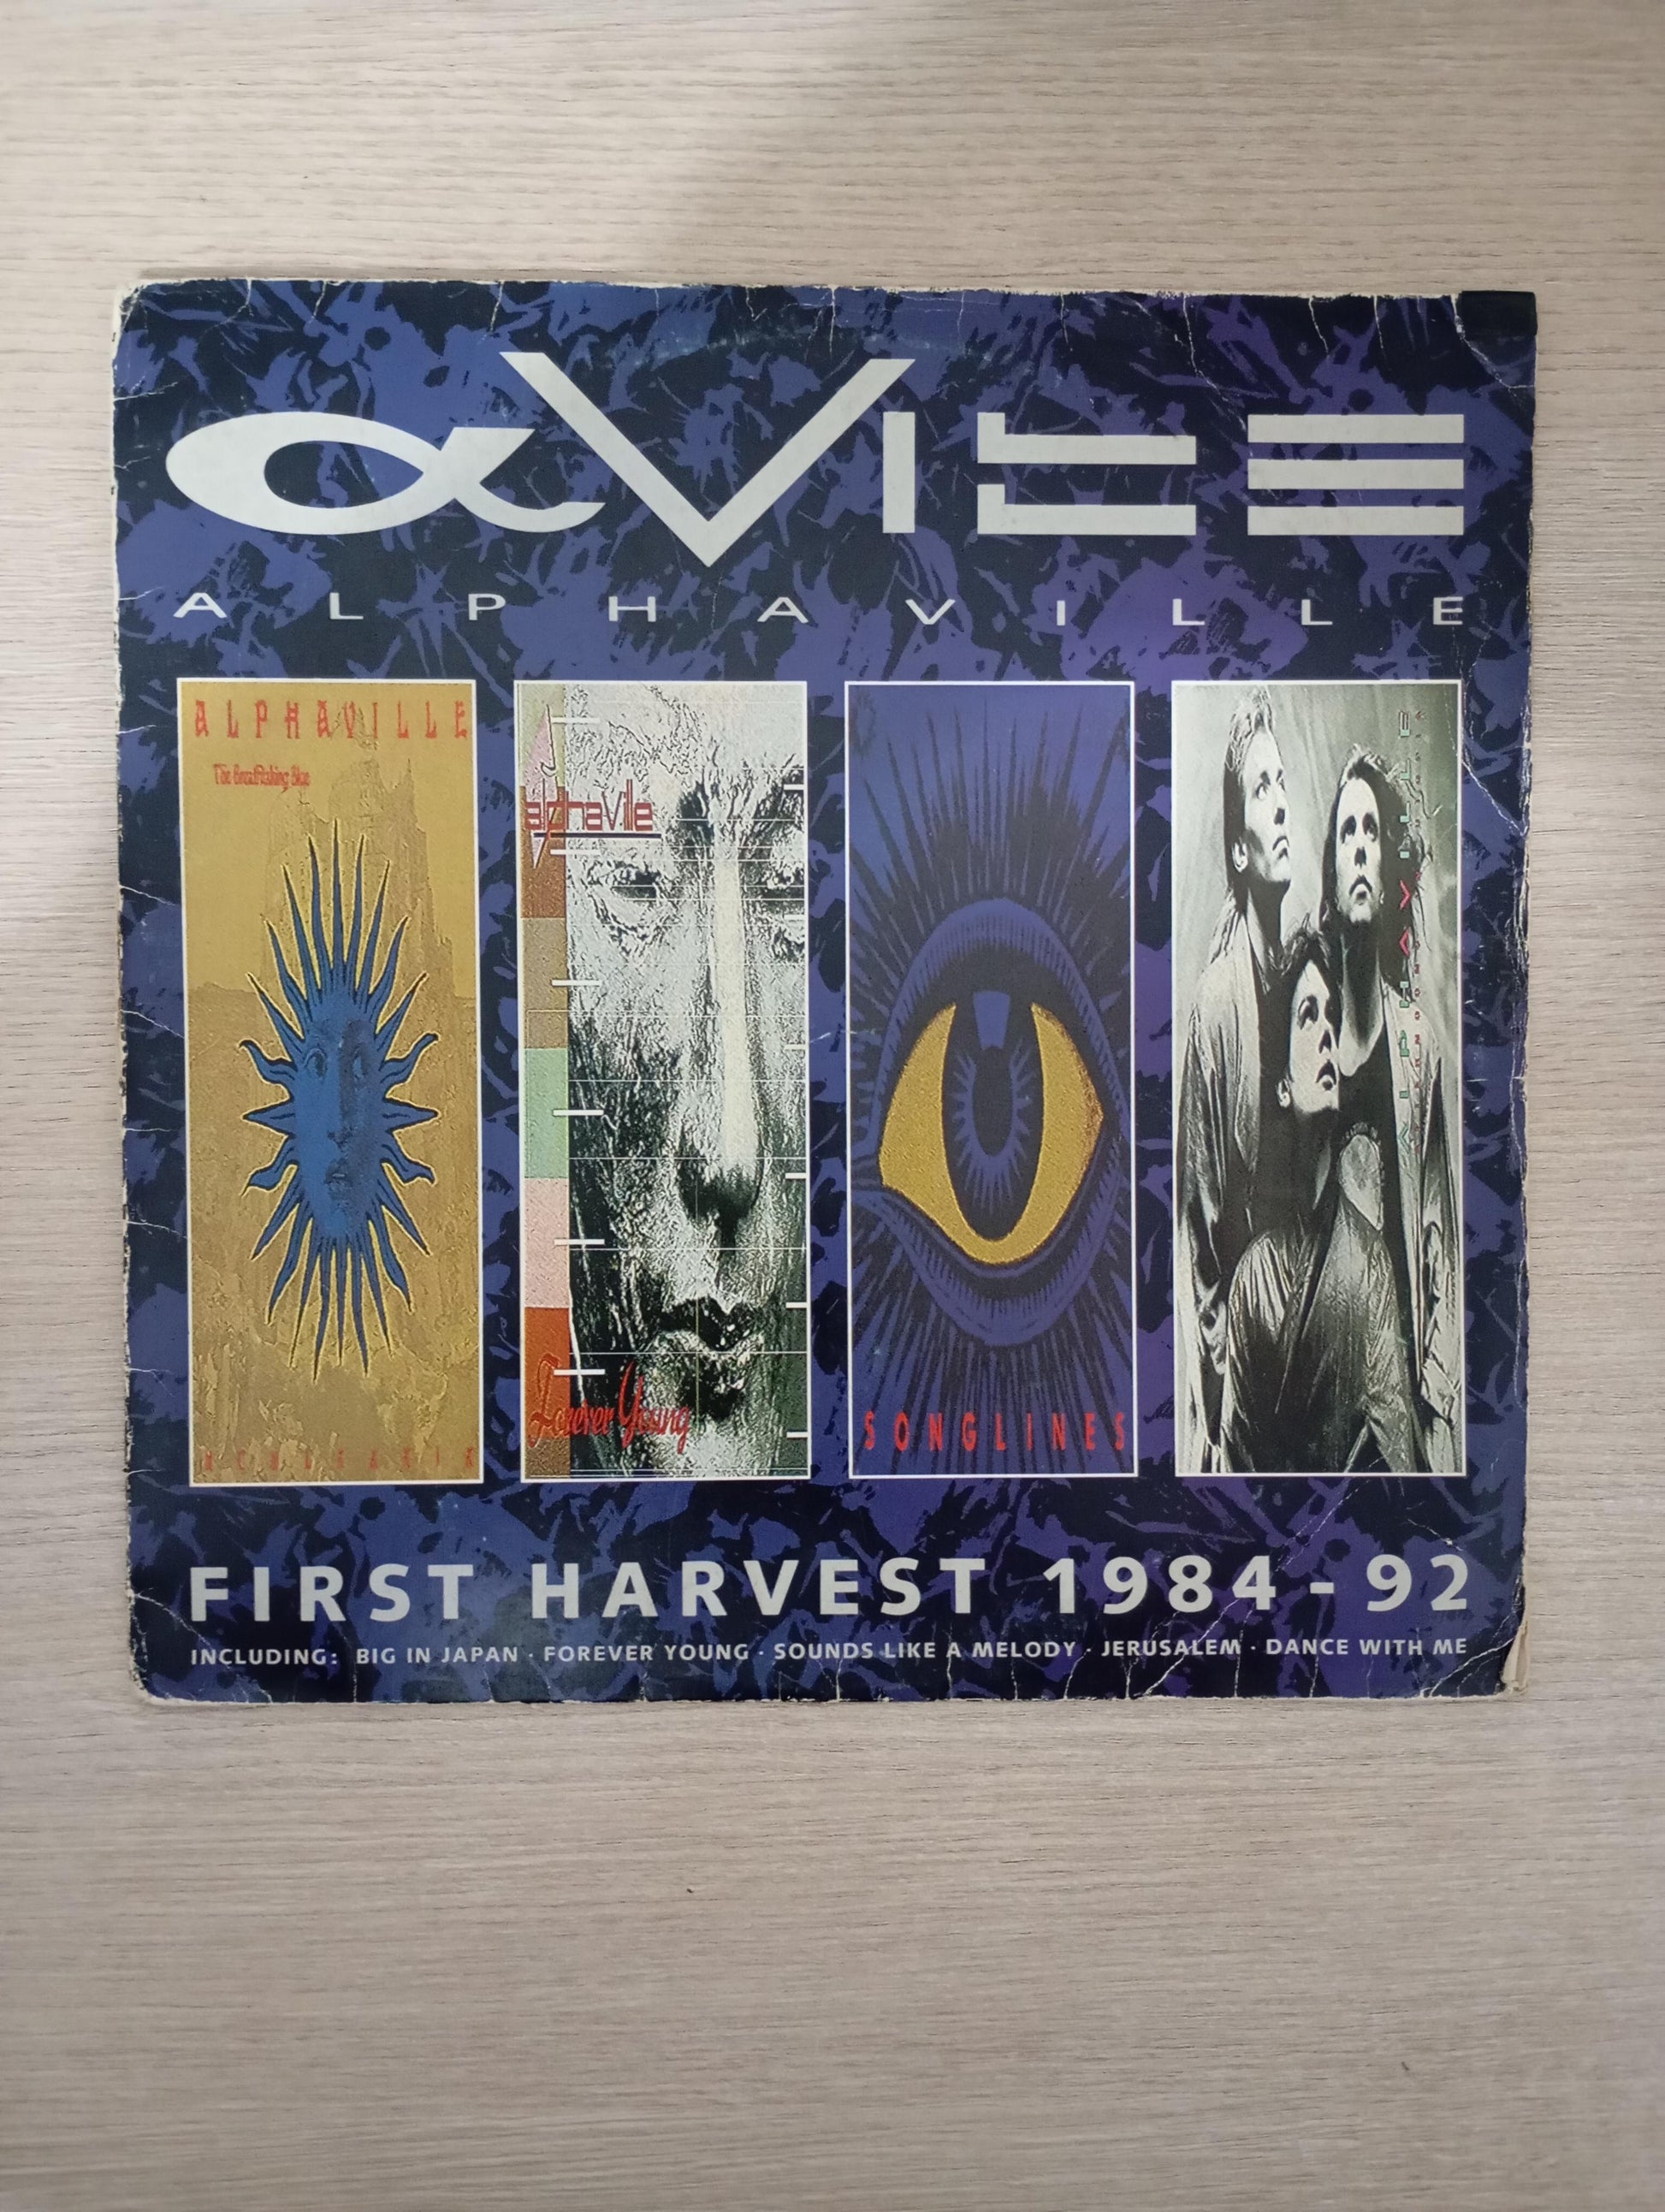 αVILLE
ALPHAVILLE
ALPHAVILLE
The Breathtaking Blue
alphaville
Forever Young
SONGLINES
ALPHAVILLE
FIRST HARVEST 1984 - 92
INCLUDING: BIG IN JAPAN · FOREVER YOUNG · SOUNDS LIKE A MELODY · JERUSALEM · DANCE WITH ME